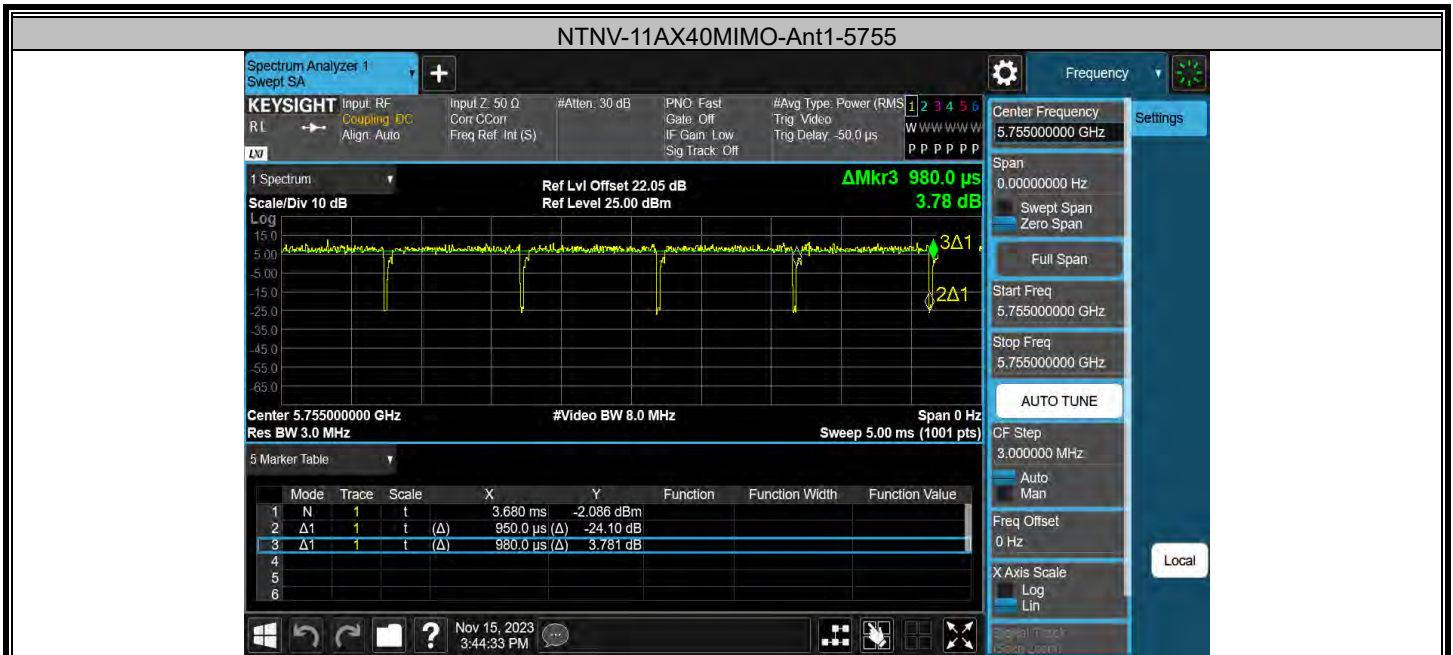 NTNV-11AX40MIMO-Ant1-5755
Spectrum Analyzer 1
Swept SA
+
Frequency
KEYSIGHT
RL
LXI
Input: RF
Coupling: DC
Align: Auto
Input Z: 50 Ω
Corr CCorr
Freq Ref: Int (S)
#Atten: 30 dB
PNO: Fast
Gate: Off
IF Gain: Low
Sig Track: Off
#Avg Type: Power (RMS
Trig: Video
Trig Delay: -50.0 µs
1 2 3 4 5 6
W W W W W W
P P P P P P
1 Spectrum
Scale/Div 10 dB
Ref Lvl Offset 22.05 dB
Ref Level 25.00 dBm
ΔMkr3 980.0 µs
3.78 dB
Log
15.0
5.00
-5.00
-15.0
-25.0
-35.0
-45.0
-55.0
-65.0
3Δ1
2Δ1
Center 5.755000000 GHz
#Video BW 8.0 MHz
Span 0 Hz
Res BW 3.0 MHz
Sweep 5.00 ms (1001 pts)
5 Marker Table
Mode Trace Scale X Y Function Function Width Function Value
1 N 1 t 3.680 ms -2.086 dBm
2 Δ1 1 t (Δ) 950.0 µs (Δ) -24.10 dB
3 Δ1 1 t (Δ) 980.0 µs (Δ) 3.781 dB
4
5
6
Nov 15, 2023
3:44:33 PM
?
Center Frequency
5.755000000 GHz
Settings
Span
0.00000000 Hz
Swept Span
Zero Span
Full Span
Start Freq
5.755000000 GHz
Stop Freq
5.755000000 GHz
AUTO TUNE
CF Step
3.000000 MHz
Auto
Man
Freq Offset
0 Hz
X Axis Scale
Log
Lin
Signal Track
(Span Zoom)
Local